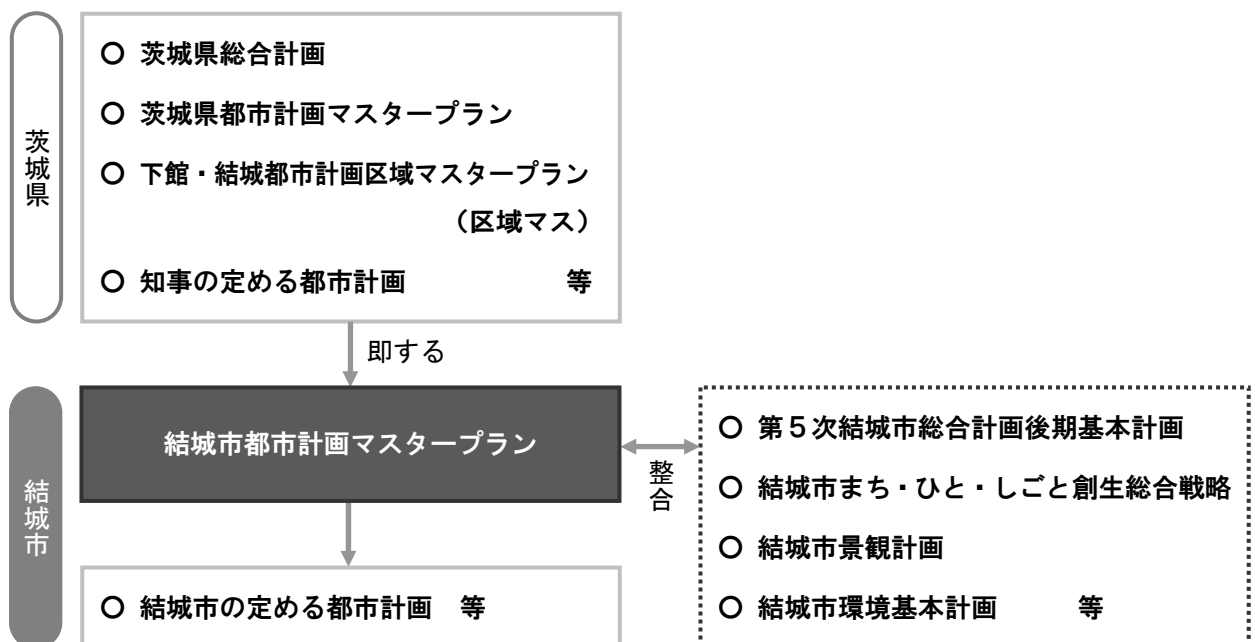 茨城県
○ 茨城県総合計画
○ 茨城県都市計画マスタープラン
○ 下館・結城都市計画区域マスタープラン
（区域マス）
○ 知事の定める都市計画 等
即する
結城市
結城市都市計画マスタープラン
整合
○ 第５次結城市総合計画後期基本計画
○ 結城市まち・ひと・しごと創生総合戦略
○ 結城市景観計画
○ 結城市環境基本計画 等
○ 結城市の定める都市計画 等